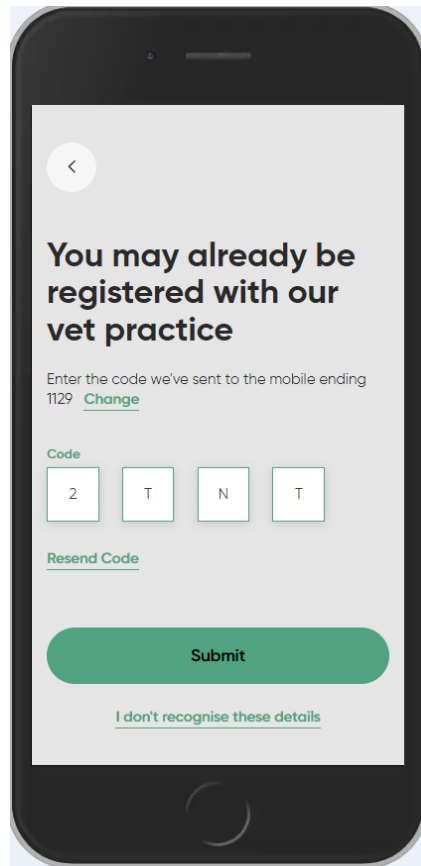 You may already be
registered with our
vet practice
Enter the code we've sent to the mobile ending
1129 Change
Code
2 T N T
Resend Code
Submit
I don't recognise these details